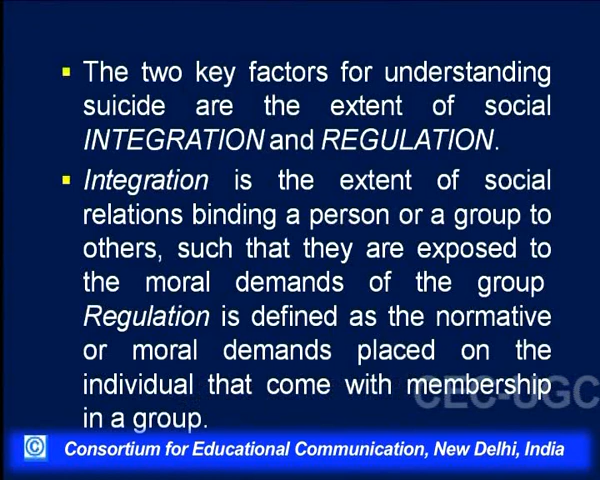 The two key factors for understanding
suicide are the extent of social
INTEGRATION and REGULATION.
Integration is the extent of social
relations binding a person or a group to
others, such that they are exposed to
the moral demands of the group
Regulation is defined as the normative
or moral demands placed on the
individual that come with membership
in a group.
CEC-UGC
© Consortium for Educational Communication, New Delhi, India